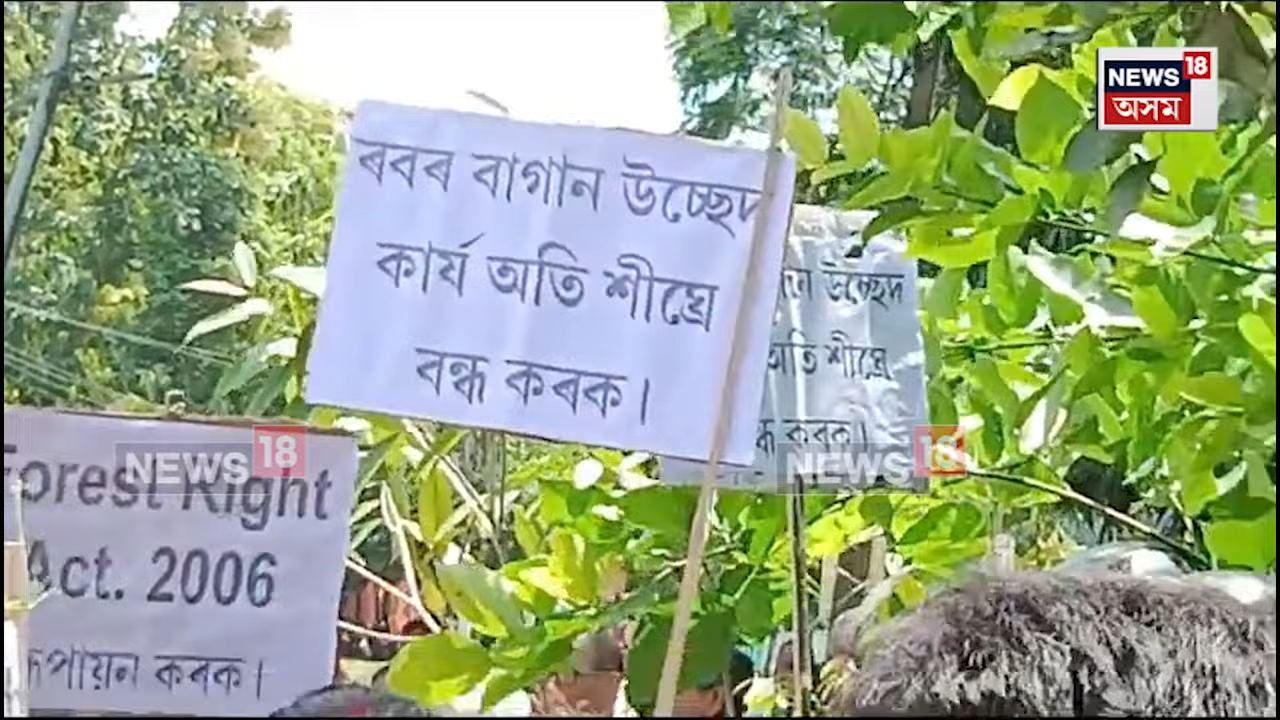 NEWS 18
অসম
ৰবৰ বাগান উচ্ছেদ
কাৰ্য অতি শীঘ্ৰে
বন্ধ কৰক।
উচ্ছেদ
অতি শীঘ্ৰে
বন্ধ কৰক।
Forest Right
Act. 2006
ৰূপায়ন কৰক।
NEWS 18
NEWS 18